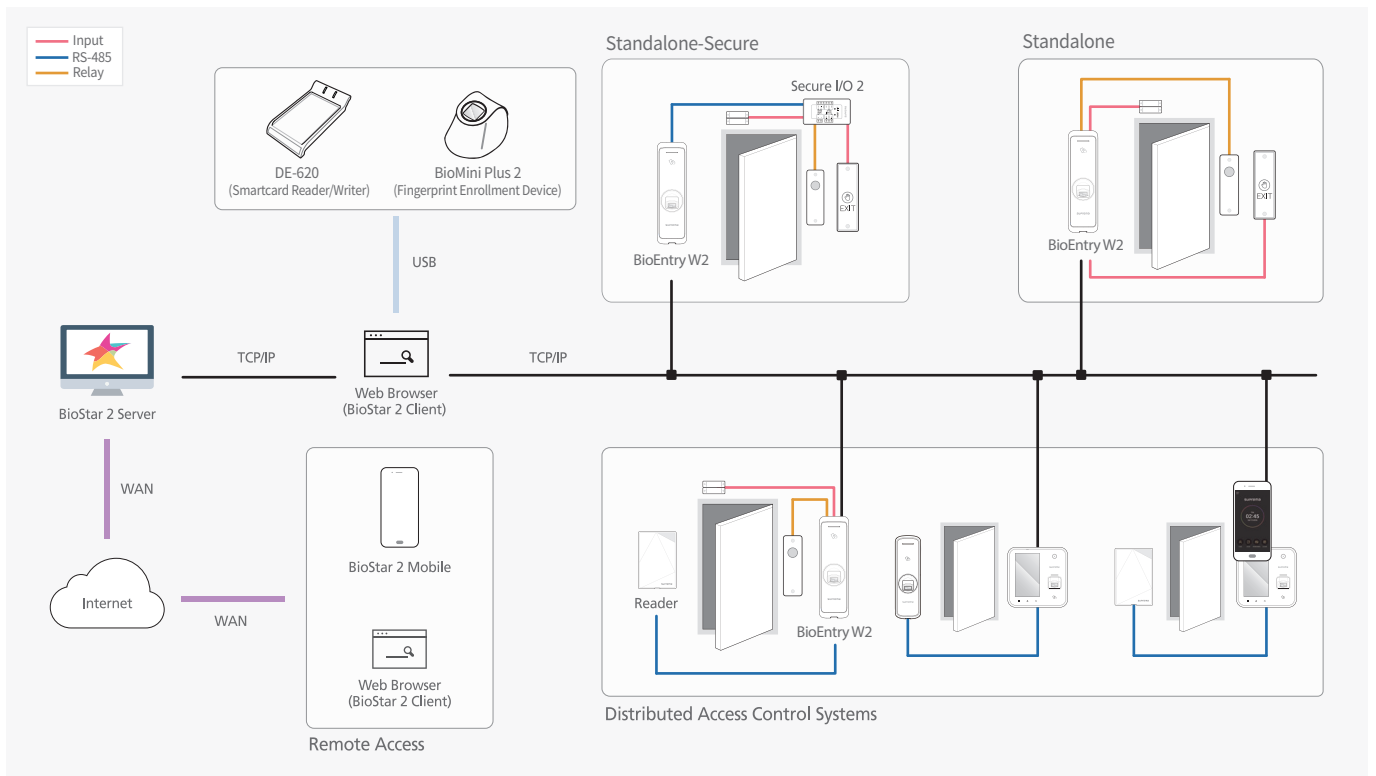 Input
RS-485
Relay
Standalone-Secure
Standalone
Secure I/O 2
DE-620
(Smartcard Reader/Writer)
BioMini Plus 2
(Fingerprint Enrollment Device)
EXIT
EXIT
BioEntry W2
BioEntry W2
USB
TCP/IP
TCP/IP
BioStar 2 Server
Web Browser
(BioStar 2 Client)
WAN
BioStar 2 Mobile
Internet
WAN
Reader
BioEntry W2
Web Browser
(BioStar 2 Client)
Distributed Access Control Systems
Remote Access